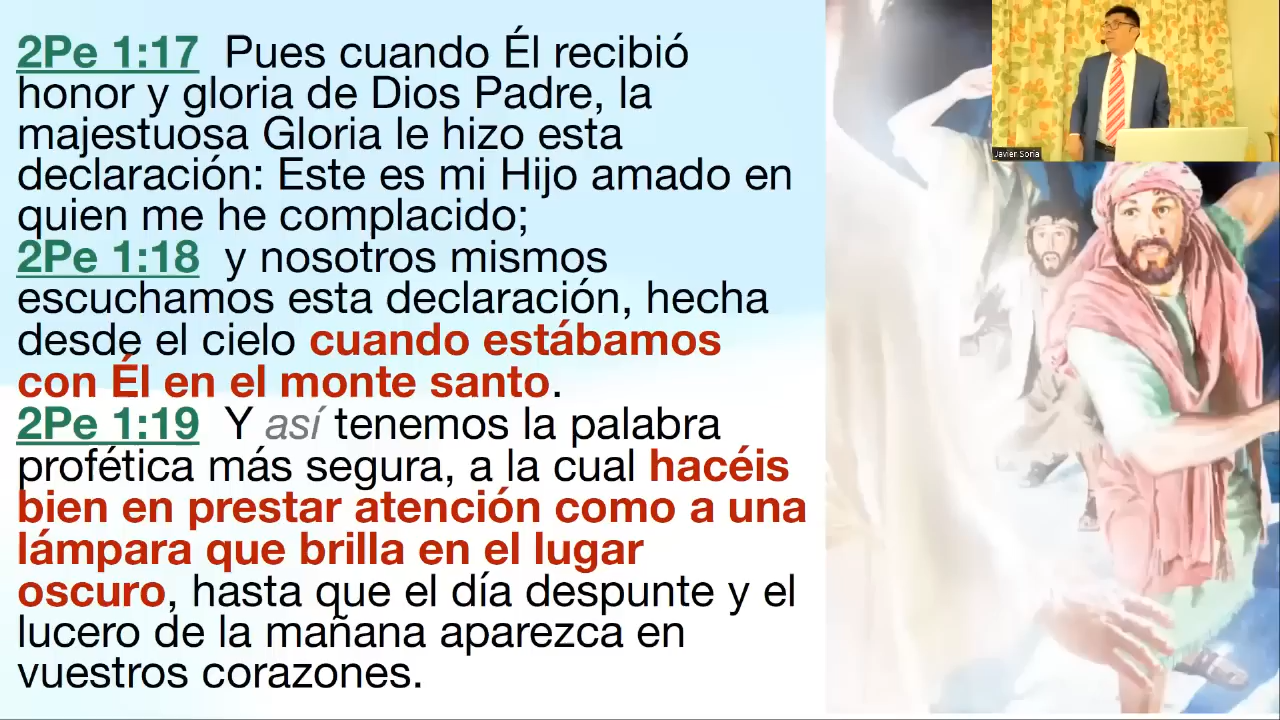 2Pe 1:17  Pues cuando Él recibió
honor y gloria de Dios Padre, la
majestuosa Gloria le hizo esta
declaración: Este es mi Hijo amado en
quien me he complacido;
2Pe 1:18  y nosotros mismos
escuchamos esta declaración, hecha
desde el cielo cuando estábamos
con Él en el monte santo.
2Pe 1:19  Y así tenemos la palabra
profética más segura, a la cual hacéis
bien en prestar atención como a una
lámpara que brilla en el lugar
oscuro, hasta que el día despunte y el
lucero de la mañana aparezca en
vuestros corazones.
Javier Soria